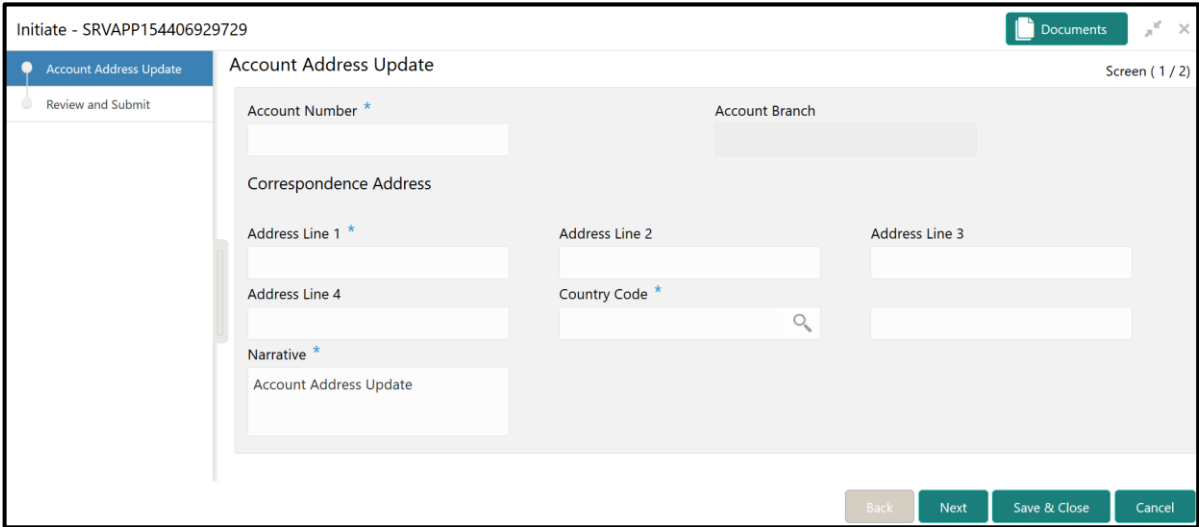 Initiate - SRVAPP154406929729
Documents
Account Address Update
Review and Submit
Account Address Update
Screen ( 1 / 2)
Account Number *
Account Branch
Correspondence Address
Address Line 1 *
Address Line 2
Address Line 3
Address Line 4
Country Code *
Narrative *
Account Address Update
Back
Next
Save & Close
Cancel